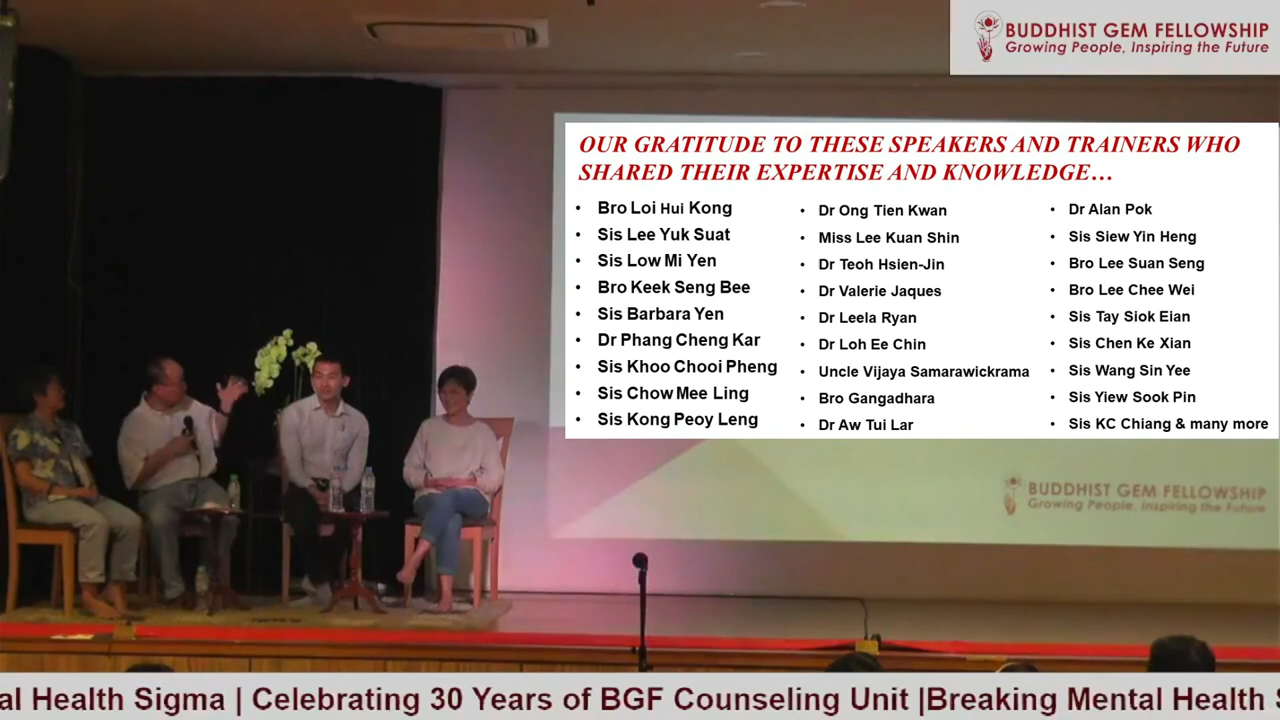 BUDDHIST GEM FELLOWSHIP
Growing People, Inspiring the Future
OUR GRATITUDE TO THESE SPEAKERS AND TRAINERS WHO
SHARED THEIR EXPERTISE AND KNOWLEDGE…
• Bro Loi Hui Kong
• Sis Lee Yuk Suat
• Sis Low Mi Yen
• Bro Keek Seng Bee
• Sis Barbara Yen
• Dr Phang Cheng Kar
• Sis Khoo Chooi Pheng
• Sis Chow Mee Ling
• Sis Kong Peoy Leng
• Dr Ong Tien Kwan
• Miss Lee Kuan Shin
• Dr Teoh Hsien-Jin
• Dr Valerie Jaques
• Dr Leela Ryan
• Dr Loh Ee Chin
• Uncle Vijaya Samarawickrama
• Bro Gangadhara
• Dr Aw Tui Lar
• Dr Alan Pok
• Sis Siew Yin Heng
• Bro Lee Suan Seng
• Bro Lee Chee Wei
• Sis Tay Siok Eian
• Sis Chen Ke Xian
• Sis Wang Sin Yee
• Sis Yiew Sook Pin
• Sis KC Chiang & many more
BUDDHIST GEM FELLOWSHIP
Growing People, Inspiring the Future
al Health Sigma | Celebrating 30 Years of BGF Counseling Unit |Breaking Mental Health S